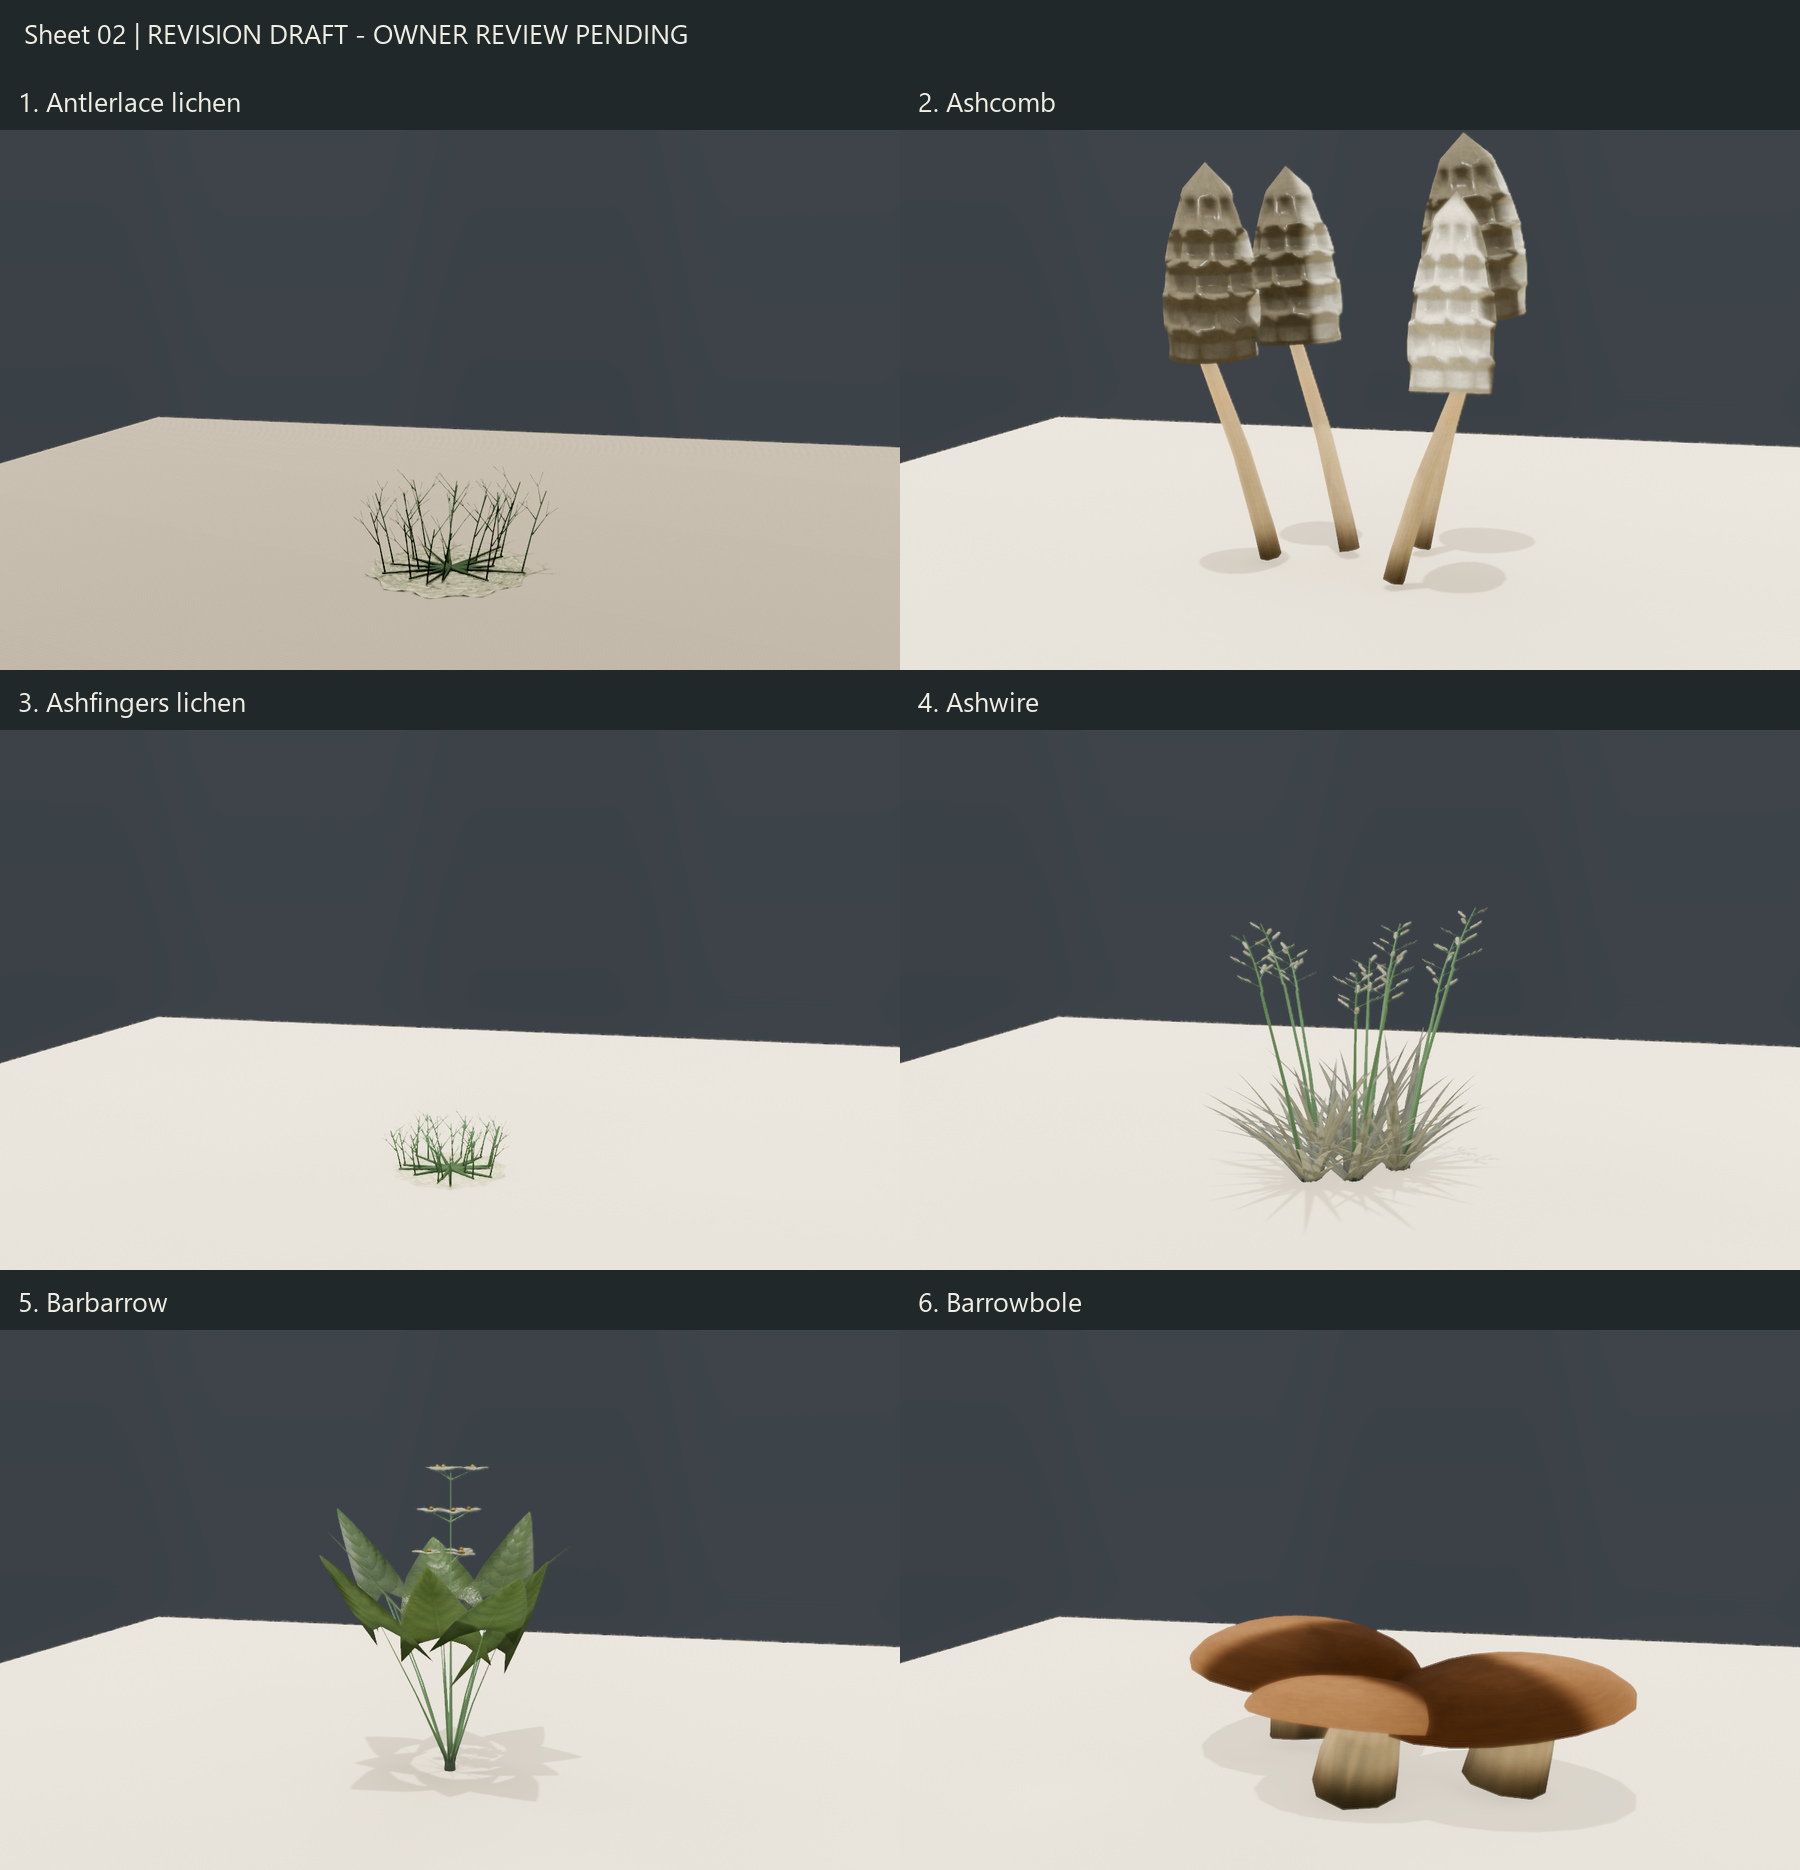 Sheet 02 | REVISION DRAFT - OWNER REVIEW PENDING
1. Antlerlace lichen
2. Ashcomb
3. Ashfingers lichen
4. Ashwire
5. Barbarrow
6. Barrowbole